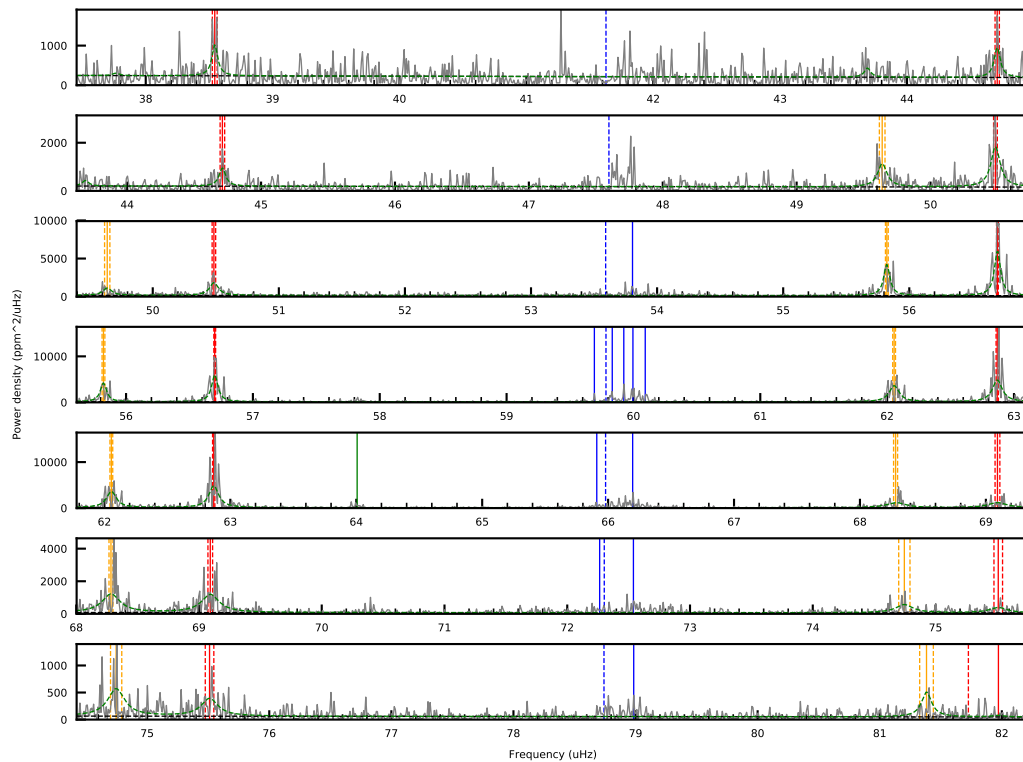 1000
0
38 39 40 41 42 43 44
2000
0
44 45 46 47 48 49 50
10000
5000
0
50 51 52 53 54 55 56
10000
0
56 57 58 59 60 61 62 63
Power density (ppm^2/uHz)
10000
0
62 63 64 65 66 67 68 69
4000
2000
0
68 69 70 71 72 73 74 75
1000
500
0
75 76 77 78 79 80 81 82
Frequency (uHz)